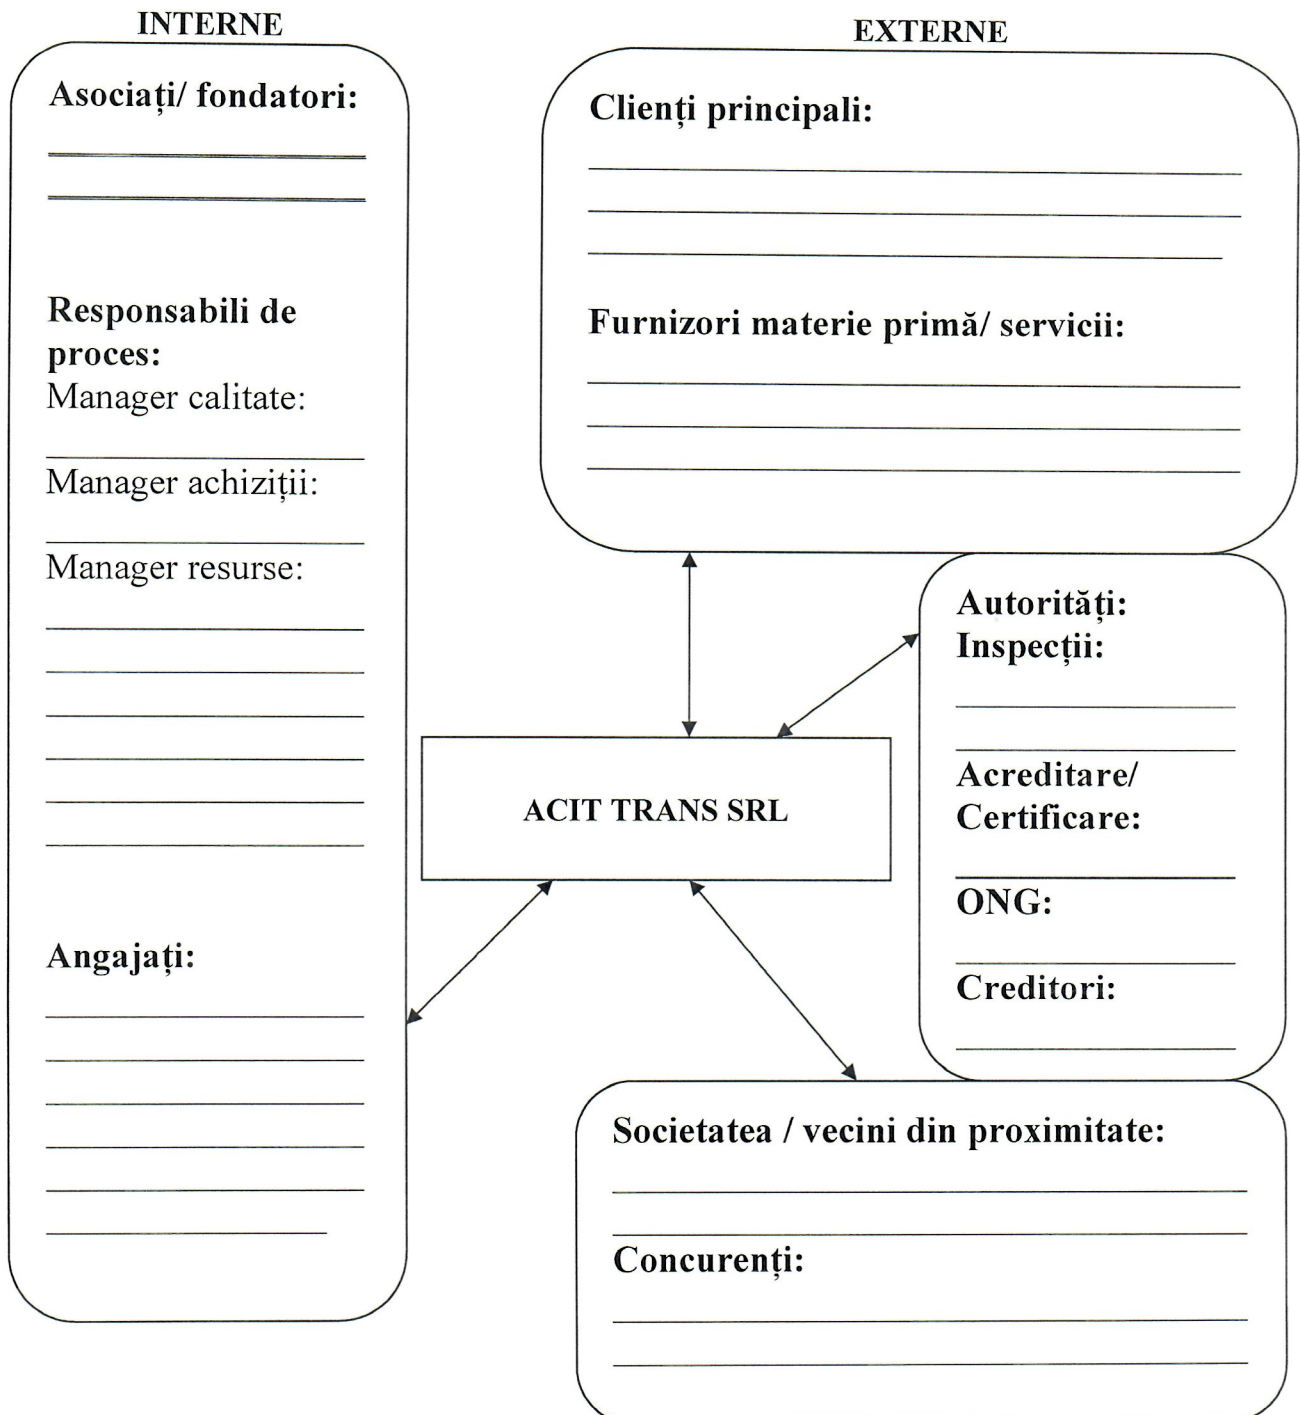 INTERNE
Asociați/ fondatori:
Responsabili de
proces:
Manager calitate:
Manager achiziții:
Manager resurse:
Angajați:
EXTERNE
Clienți principali:
Furnizori materie primă/ servicii:
Autorități:
Inspecții:
Acreditare/
Certificare:
ONG:
Creditori:
ACIT TRANS SRL
Societatea / vecini din proximitate:
Concurenți: